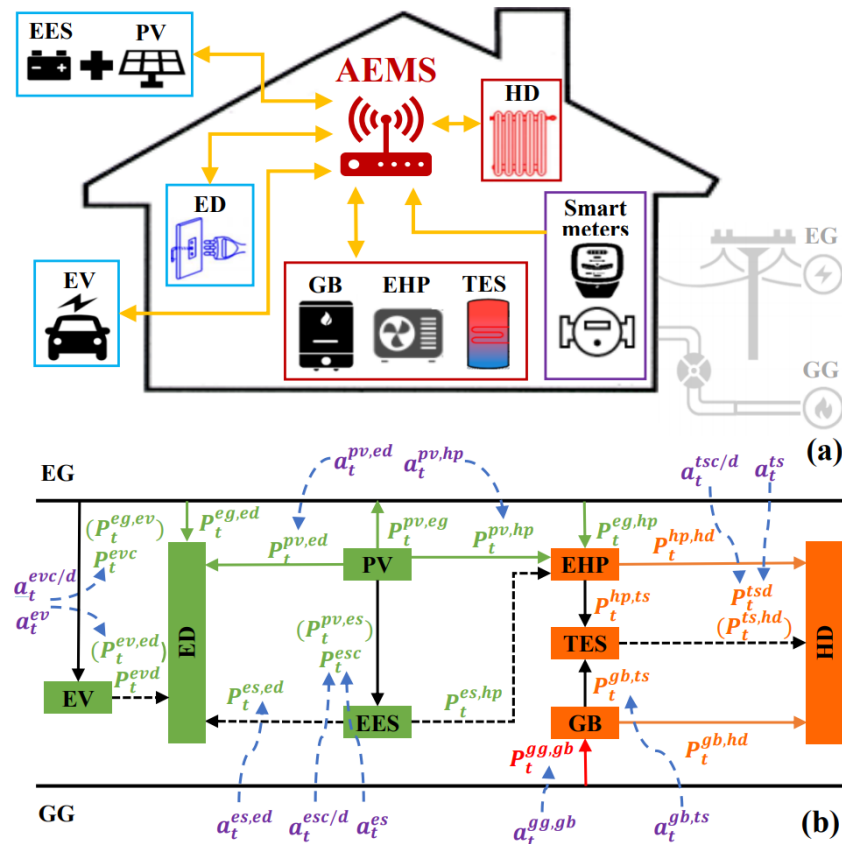 EES PV
AEMS
HD
ED
Smart
meters
EG
EV
GB EHP TES
GG
(a)
EG
a_t^{pv,ed} a_t^{pv,hp}
a_t^{tsc/d} a_t^{ts}
(P_t^{eg,ev})
P_t^{evc}
P_t^{eg,ed}
P_t^{pv,ed}
P_t^{pv,eg}
P_t^{pv,hp}
P_t^{eg,hp}
P_t^{hp,hd}
PV
EHP
a_t^{evc/d}
a_t^{ev}
P_t^{hp,ts}
P_t^{tsd}
(P_t^{ts,hd})
(P_t^{pv,es})
P_t^{esc}
ED
TES
HD
(P_t^{ev,ed})
P_t^{evd}
P_t^{es,ed}
P_t^{es,hp}
P_t^{gb,ts}
EV
EES
GB
P_t^{gg,gb}
P_t^{gb,hd}
GG
a_t^{es,ed} a_t^{esc/d} a_t^{es} a_t^{gg,gb} a_t^{gb,ts}
(b)